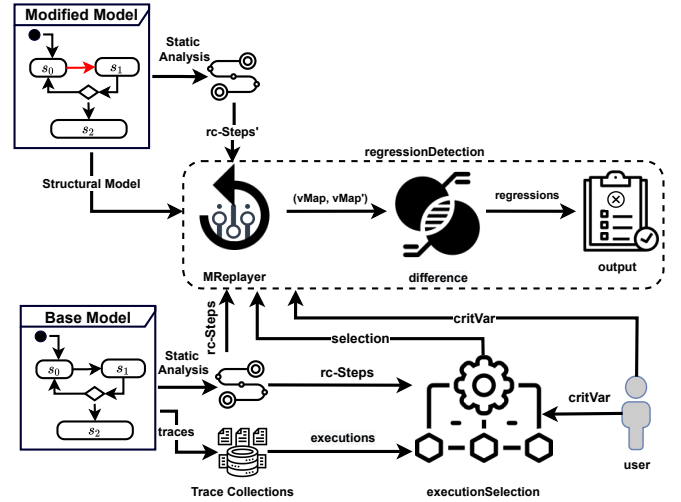 Modified Model
s0
s1
s2
Static
Analysis
rc-Steps'
Structural Model
regressionDetection
(vMap, vMap')
regressions
MReplayer
difference
output
Base Model
s0
s1
s2
Static
Analysis
rc-Steps
selection
critVar
rc-Steps
critVar
traces
executions
Trace Collections
executionSelection
user